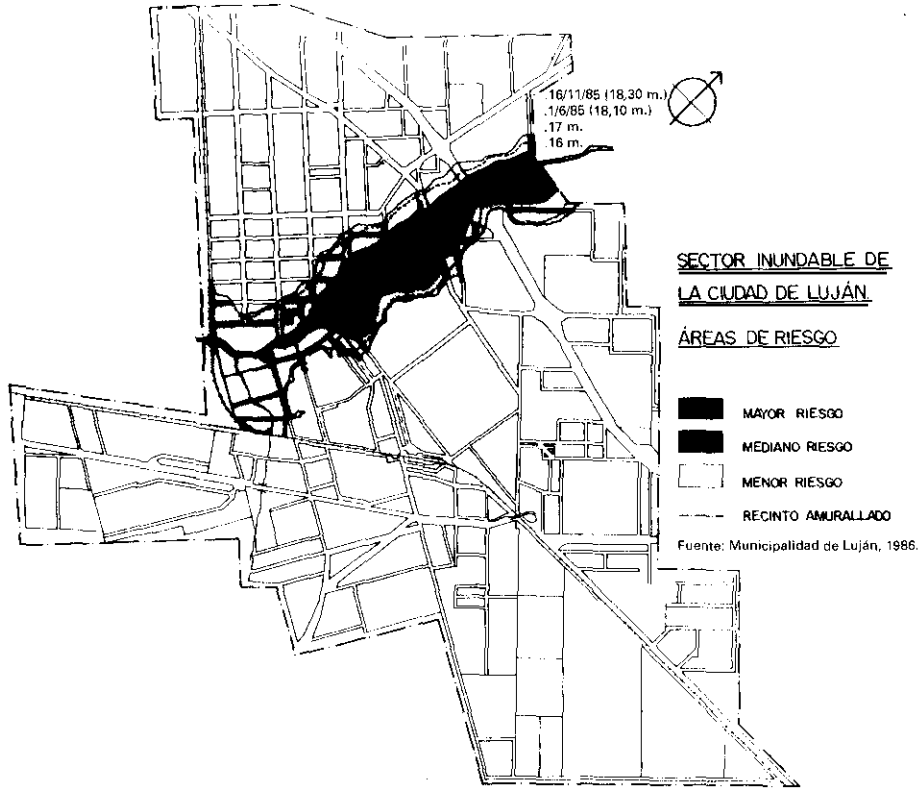 .16/11/85 (18,30 m.)
.1/6/85 (18,10 m.)
.17 m.
.16 m.
SECTOR INUNDABLE DE
LA CIUDAD DE LUJÁN.
ÁREAS DE RIESGO
MAYOR RIESGO
MEDIANO RIESGO
MENOR RIESGO
RECINTO AMURALLADO
Fuente: Municipalidad de Luján, 1986.